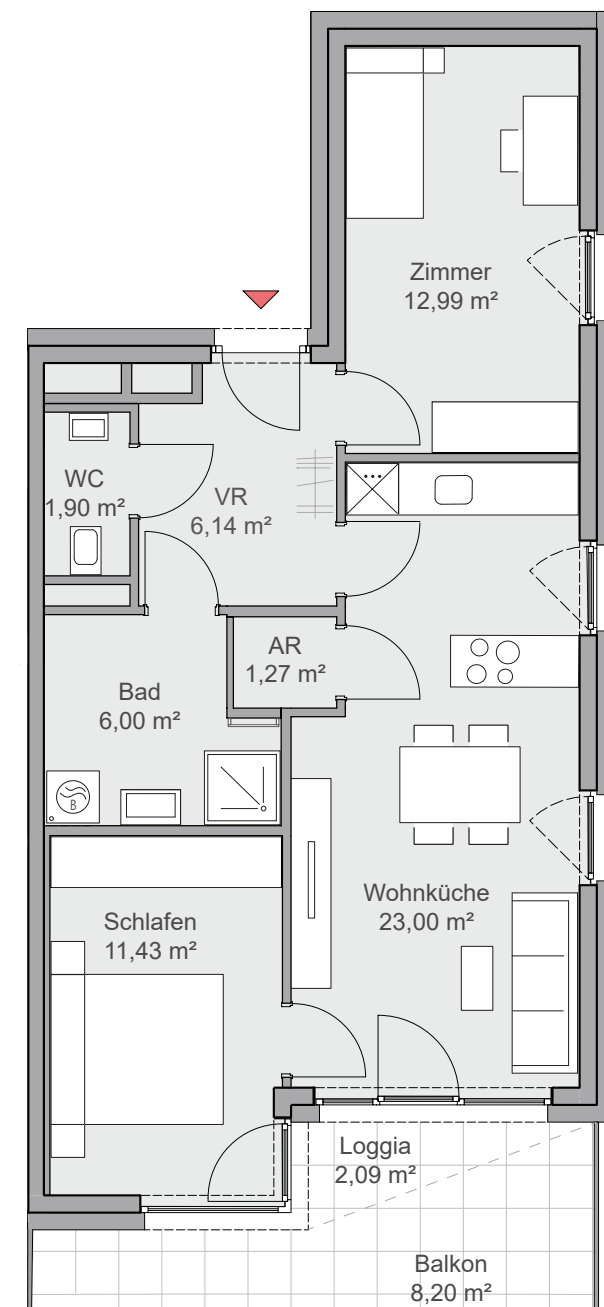 Zimmer
12,99 m²
WC
1,90 m²
VR
6,14 m²
AR
1,27 m²
Bad
6,00 m²
B
Wohnküche
23,00 m²
Schlafen
11,43 m²
Loggia
2,09 m²
Balkon
8,20 m²